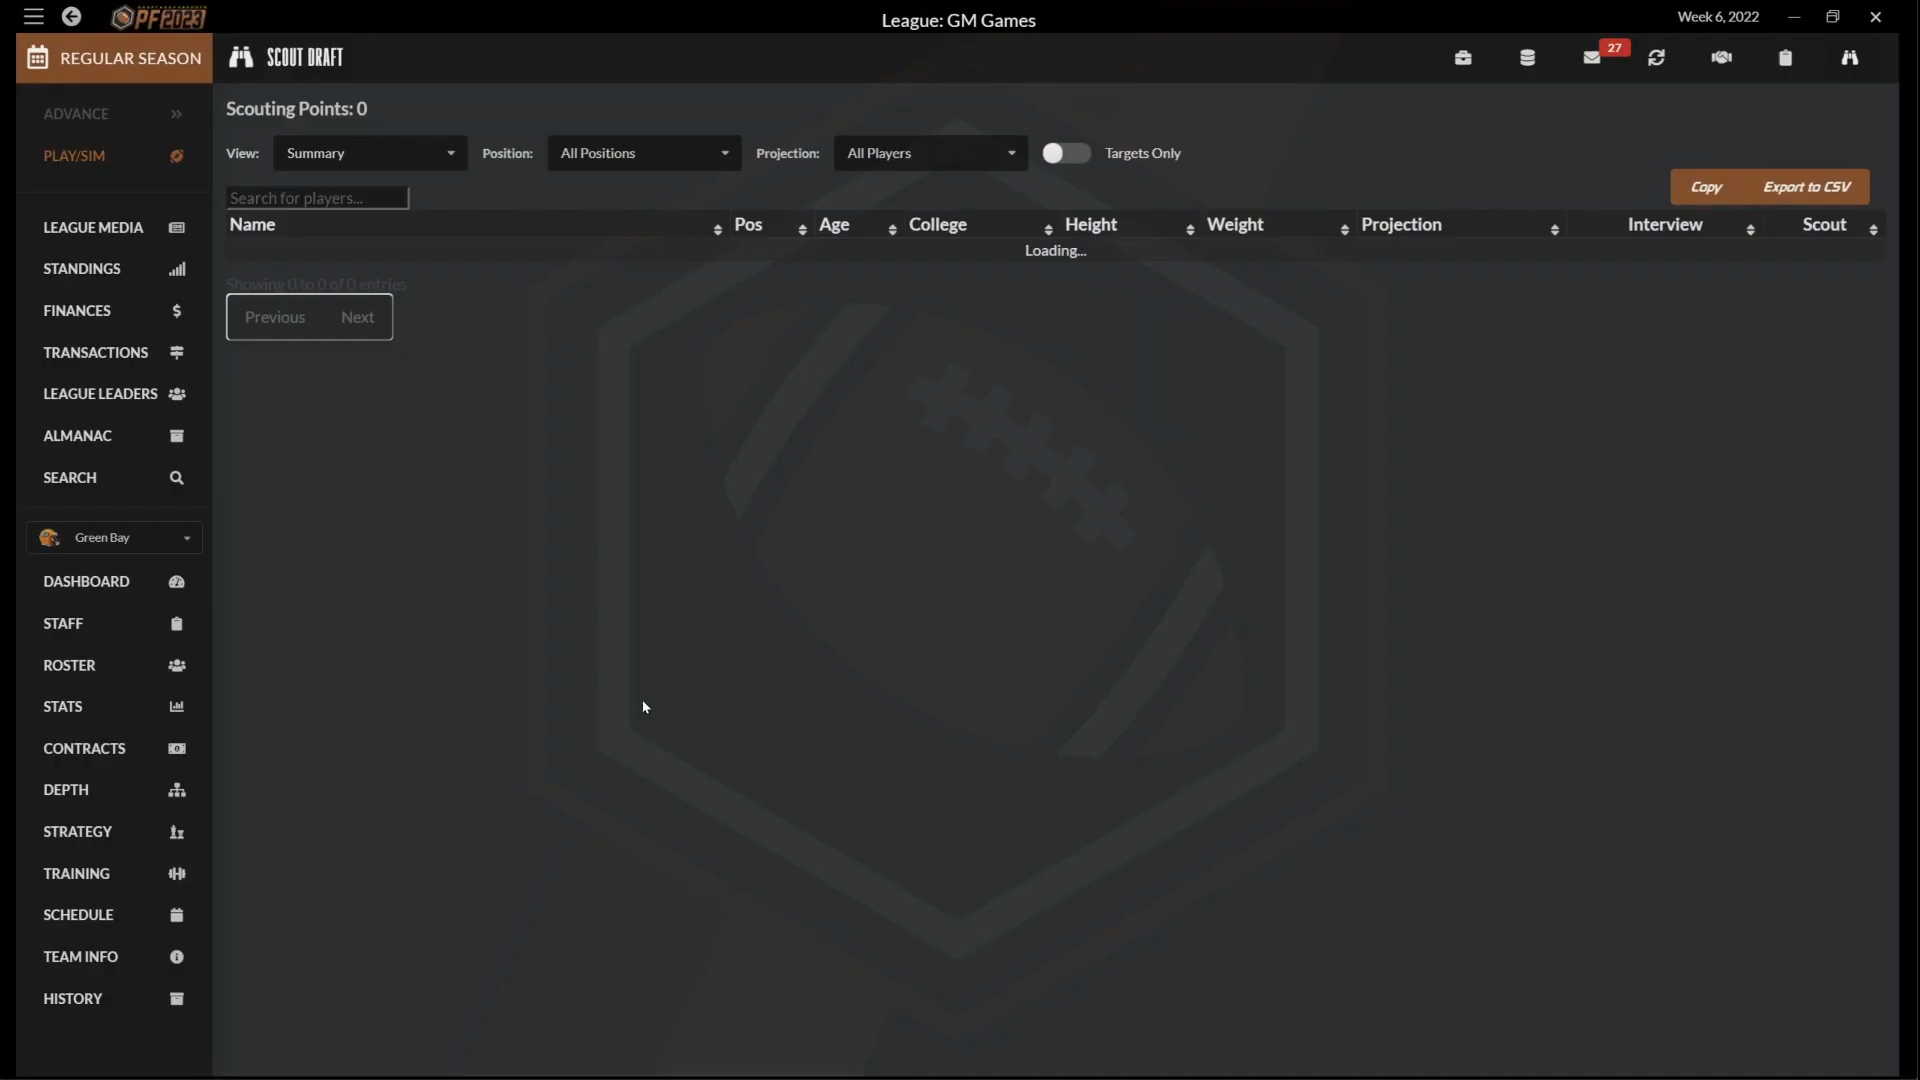 PF2023
League: GM Games
Week 6, 2022
REGULAR SEASON
SCOUT DRAFT
27
ADVANCE
PLAY/SIM
LEAGUE MEDIA
STANDINGS
FINANCES
TRANSACTIONS
LEAGUE LEADERS
ALMANAC
SEARCH
Green Bay
DASHBOARD
STAFF
ROSTER
STATS
CONTRACTS
DEPTH
STRATEGY
TRAINING
SCHEDULE
TEAM INFO
HISTORY
Scouting Points: 0
View: Summary Position: All Positions Projection: All Players Targets Only
Copy Export to CSV
Search for players...
Name Pos Age College Height Weight Projection Interview Scout
Loading...
Showing 0 to 0 of 0 entries
Previous Next